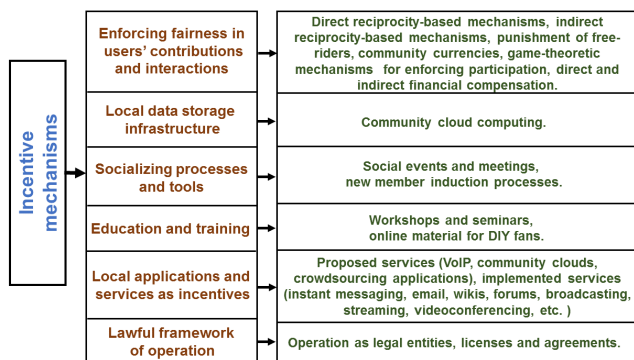 Incentive
mechanisms
Enforcing fairness in
users’ contributions
and interactions
Direct reciprocity-based mechanisms, indirect
reciprocity-based mechanisms, punishment of free-
riders, community currencies, game-theoretic
mechanisms for enforcing participation, direct and
indirect financial compensation.
Local data storage
infrastructure
Community cloud computing.
Socializing processes
and tools
Social events and meetings,
new member induction processes.
Education and training
Workshops and seminars,
online material for DIY fans.
Local applications and
services as incentives
Proposed services (VoIP, community clouds,
crowdsourcing applications), implemented services
(instant messaging, email, wikis, forums, broadcasting,
streaming, videoconferencing, etc. )
Lawful framework
of operation
Operation as legal entities, licenses and agreements.